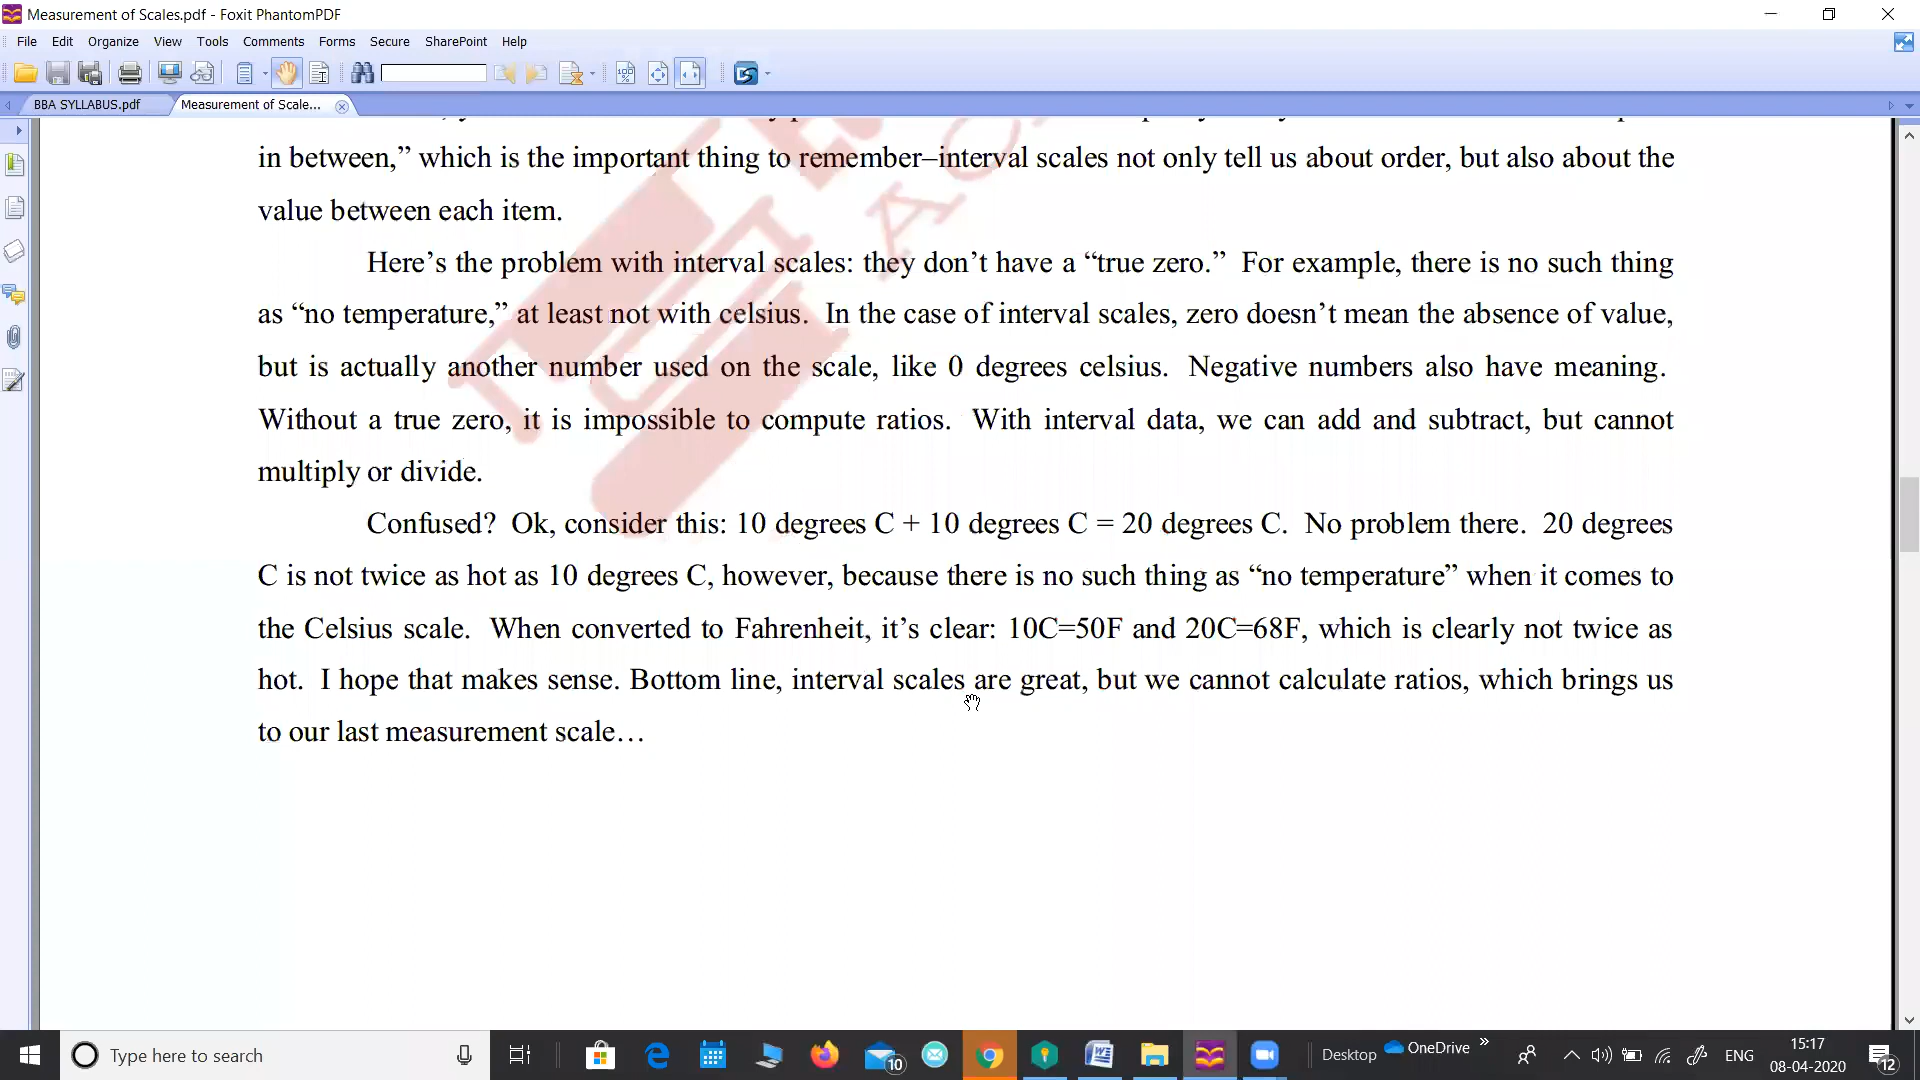 Measurement of Scales.pdf - Foxit PhantomPDF
File Edit Organize View Tools Comments Forms Secure SharePoint Help
BBA SYLLABUS.pdf Measurement of Scale...
in between,” which is the important thing to remember–interval scales not only tell us about order, but also about the
value between each item.
Here’s the problem with interval scales: they don’t have a “true zero.” For example, there is no such thing
as “no temperature,” at least not with celsius. In the case of interval scales, zero doesn’t mean the absence of value,
but is actually another number used on the scale, like 0 degrees celsius. Negative numbers also have meaning.
Without a true zero, it is impossible to compute ratios. With interval data, we can add and subtract, but cannot
multiply or divide.
Confused? Ok, consider this: 10 degrees C + 10 degrees C = 20 degrees C. No problem there. 20 degrees
C is not twice as hot as 10 degrees C, however, because there is no such thing as “no temperature” when it comes to
the Celsius scale. When converted to Fahrenheit, it’s clear: 10C=50F and 20C=68F, which is clearly not twice as
hot. I hope that makes sense. Bottom line, interval scales are great, but we cannot calculate ratios, which brings us
to our last measurement scale…
Type here to search 10 Desktop OneDrive » ENG 15:17 12
08-04-2020